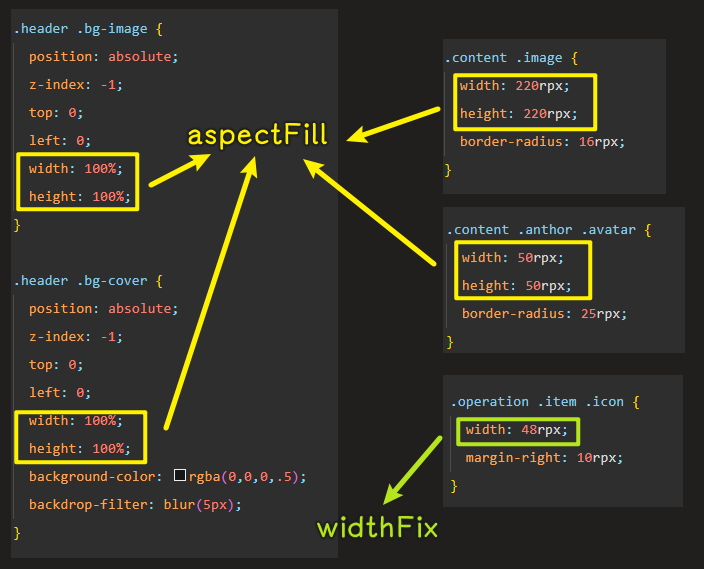 .header .bg-image {
position: absolute;
z-index: -1;
top: 0;
left: 0;
width: 100%;
height: 100%;
}
.header .bg-cover {
position: absolute;
z-index: -1;
top: 0;
left: 0;
width: 100%;
height: 100%;
background-color: rgba(0,0,0,.5);
backdrop-filter: blur(5px);
}
aspectFill
.content .image {
width: 220rpx;
height: 220rpx;
border-radius: 16rpx;
}
.content .anthor .avatar {
width: 50rpx;
height: 50rpx;
border-radius: 25rpx;
}
.operation .item .icon {
width: 48rpx;
margin-right: 10rpx;
}
widthFix